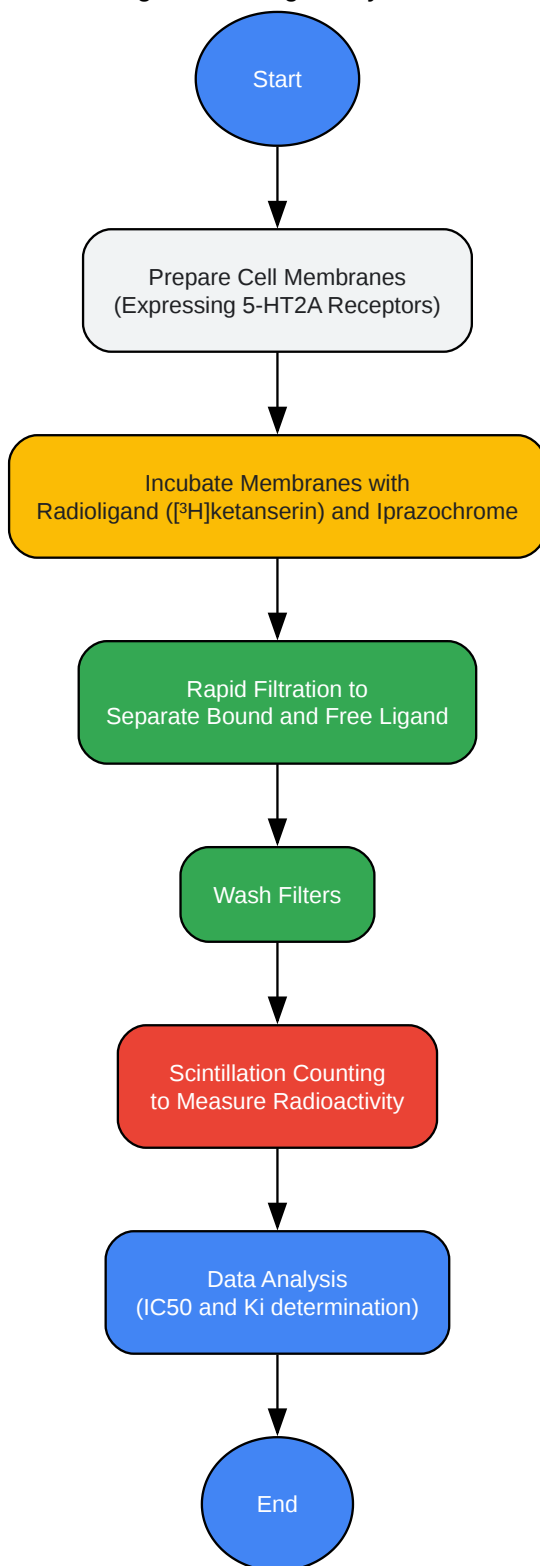 Start
Prepare Cell Membranes
(Expressing 5-HT2A Receptors)
Incubate Membranes with
Radioligand ([³H]ketanserin) and Iprazochrome
Rapid Filtration to
Separate Bound and Free Ligand
Wash Filters
Scintillation Counting
to Measure Radioactivity
Data Analysis
(IC50 and Ki determination)
End